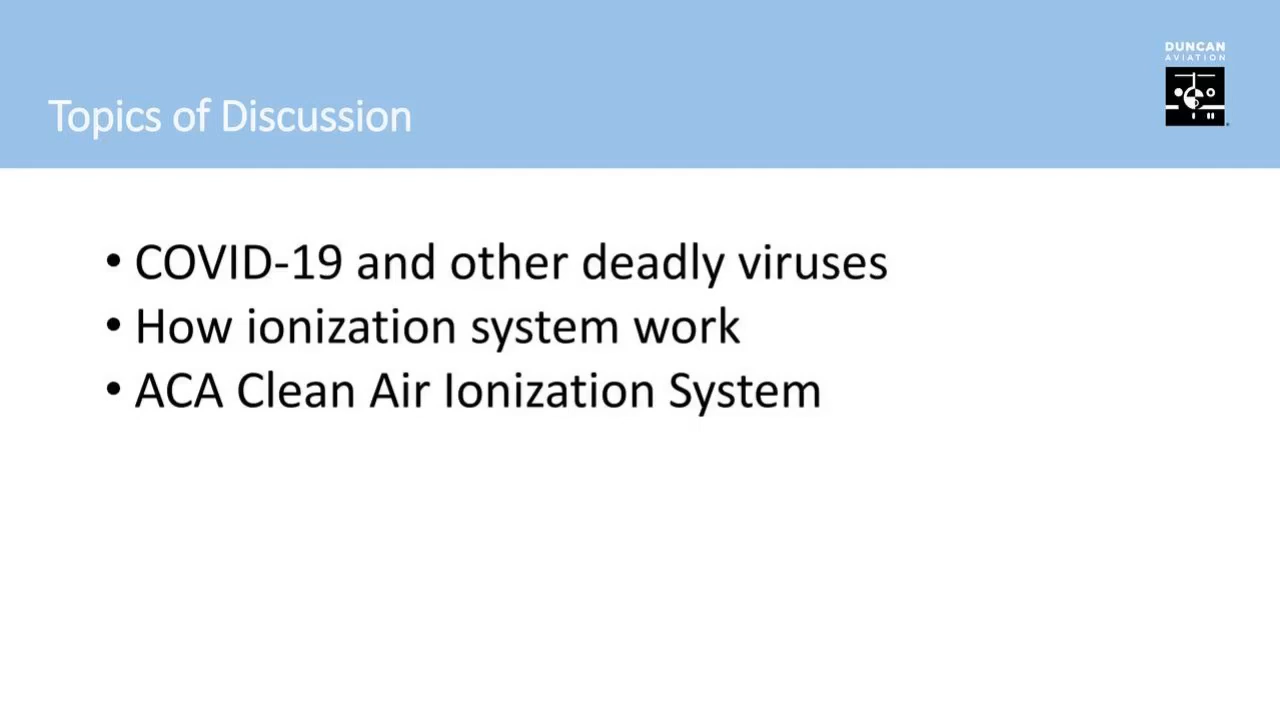 DUNCAN
AVIATION
Topics of Discussion
• COVID-19 and other deadly viruses
• How ionization system work
• ACA Clean Air Ionization System